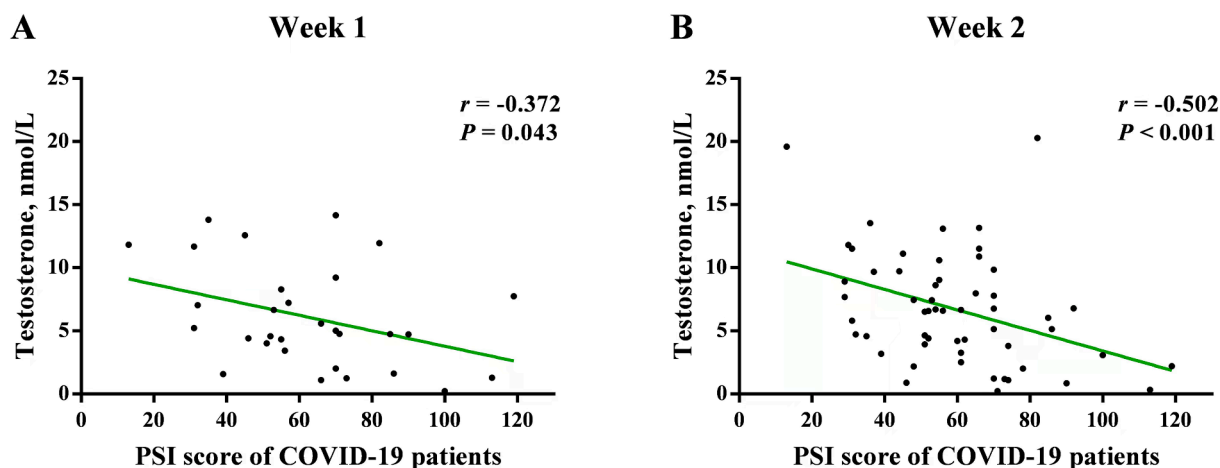 A
Week 1
Testosterone, nmol/L
25
20
15
10
5
0
r = -0.372
P = 0.043
0
20
40
60
80
100
120
PSI score of COVID-19 patients
B
Week 2
Testosterone, nmol/L
25
20
15
10
5
0
r = -0.502
P < 0.001
0
20
40
60
80
100
120
PSI score of COVID-19 patients